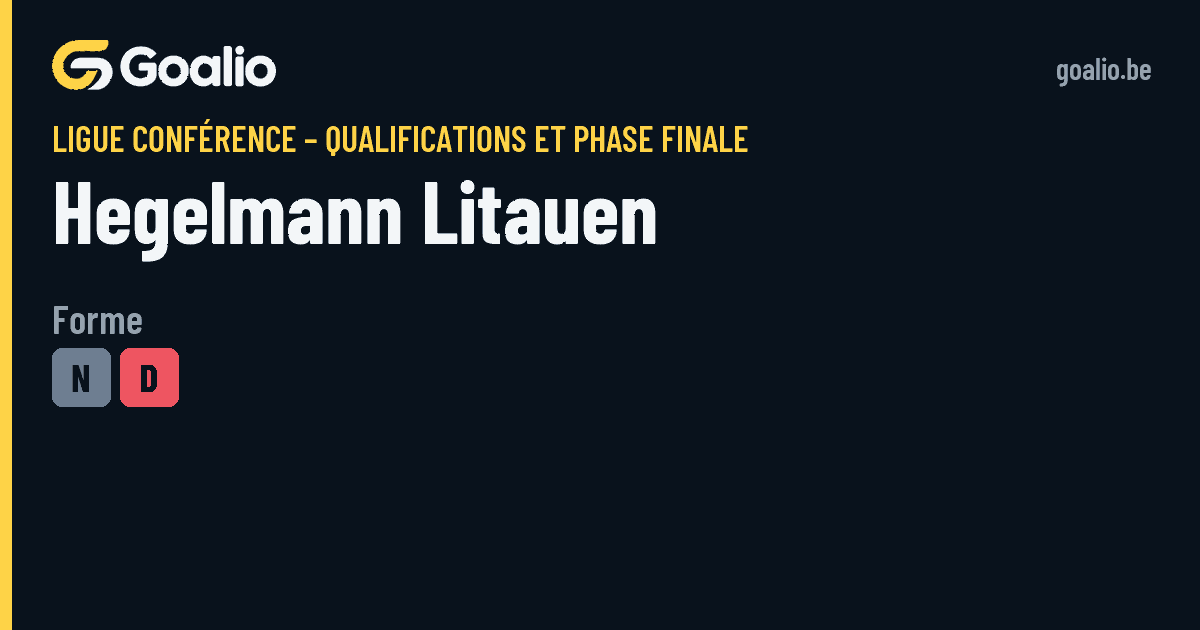 Goalio
goalio.be
LIGUE CONFÉRENCE – QUALIFICATIONS ET PHASE FINALE
Hegelmann Litauen
Forme
N D